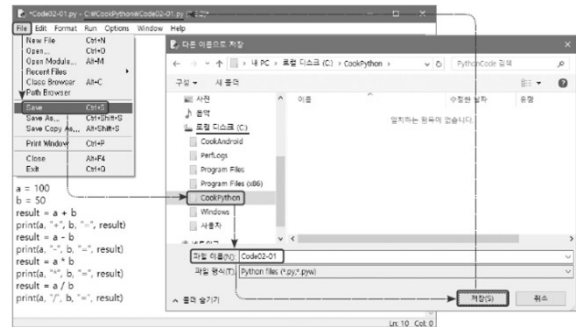 *Code02-01.py - C:₩CookPython₩Code02-01.py
File Edit Format Run Options Window Help
New File Ctrl+N
Open... Ctrl+O
Open Module... Alt+M
Recent Files
Class Browser Alt+C
Path Browser
Save Ctrl+S
Save As... Ctrl+Shift+S
Save Copy As... Alt+Shift+S
Print Window Ctrl+P
Close Alt+F4
Exit Ctrl+Q
a = 100
b = 50
result = a + b
print(a, "+", b, "=", result)
result = a - b
print(a, "-", b, "=", result)
result = a * b
print(a, "*", b, "=", result)
result = a / b
print(a, "/", b, "=", result)
다른 이름으로 저장
내 PC > 로컬 디스크 (C:) > CookPython
PythonCode 검색
구성 새 폴더
사진
음악
로컬 디스크 (C:)
CookAndroid
PerfLogs
Program Files
Program Files (x86)
CookPython
Windows
사용자
이름 수정한 날짜 유형
일치하는 항목이 없습니다.
파일 이름(N): Code02-01
파일 형식(T): Python files (*.py,*.pyw)
폴더 숨기기
저장(S) 취소
Ln: 10 Col: 0